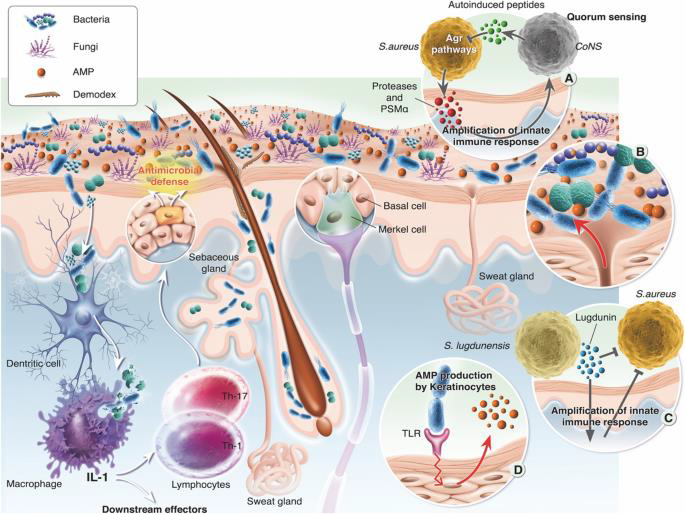 Bacteria
Fungi
AMP
Demodex
Autoinduced peptides
Quorum sensing
S.aureus
Agr
pathways
CoNS
Proteases
and
PSMα
A
Amplification of innate
immune response
B
Antimicrobial
defense
Basal cell
Merkel cell
Sebaceous
gland
Sweat gland
S.aureus
Lugdunin
S. lugdunensis
Dentritic cell
AMP production
by Keratinocytes
Th-17
TLR
Amplification of innate
immune response
C
Th-1
D
Macrophage
IL-1
Lymphocytes
Sweat gland
Downstream effectors